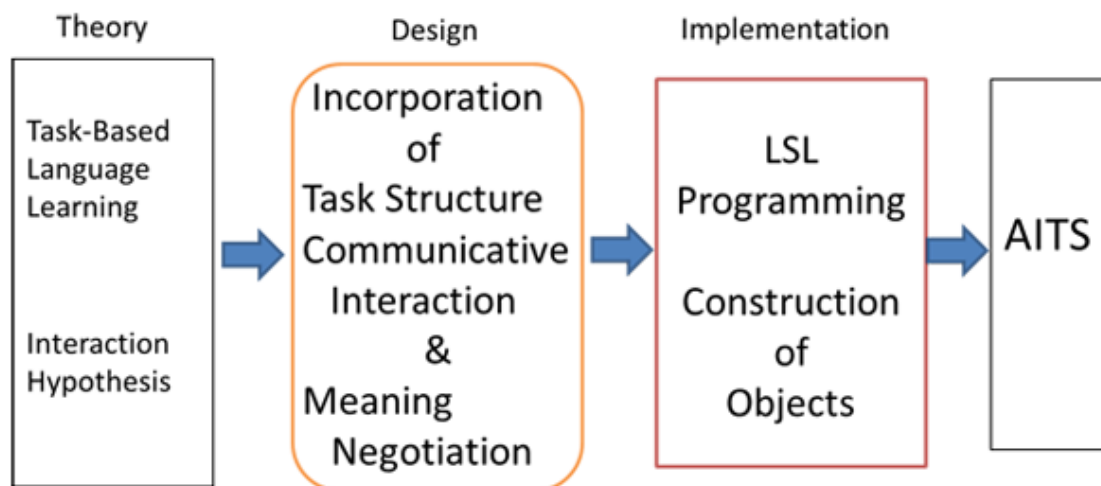 Theory
Task-Based
Language
Learning
Interaction
Hypothesis
Design
Incorporation
of
Task Structure
Communicative
Interaction
&
Meaning
Negotiation
Implementation
LSL
Programming
Construction
of
Objects
AITS